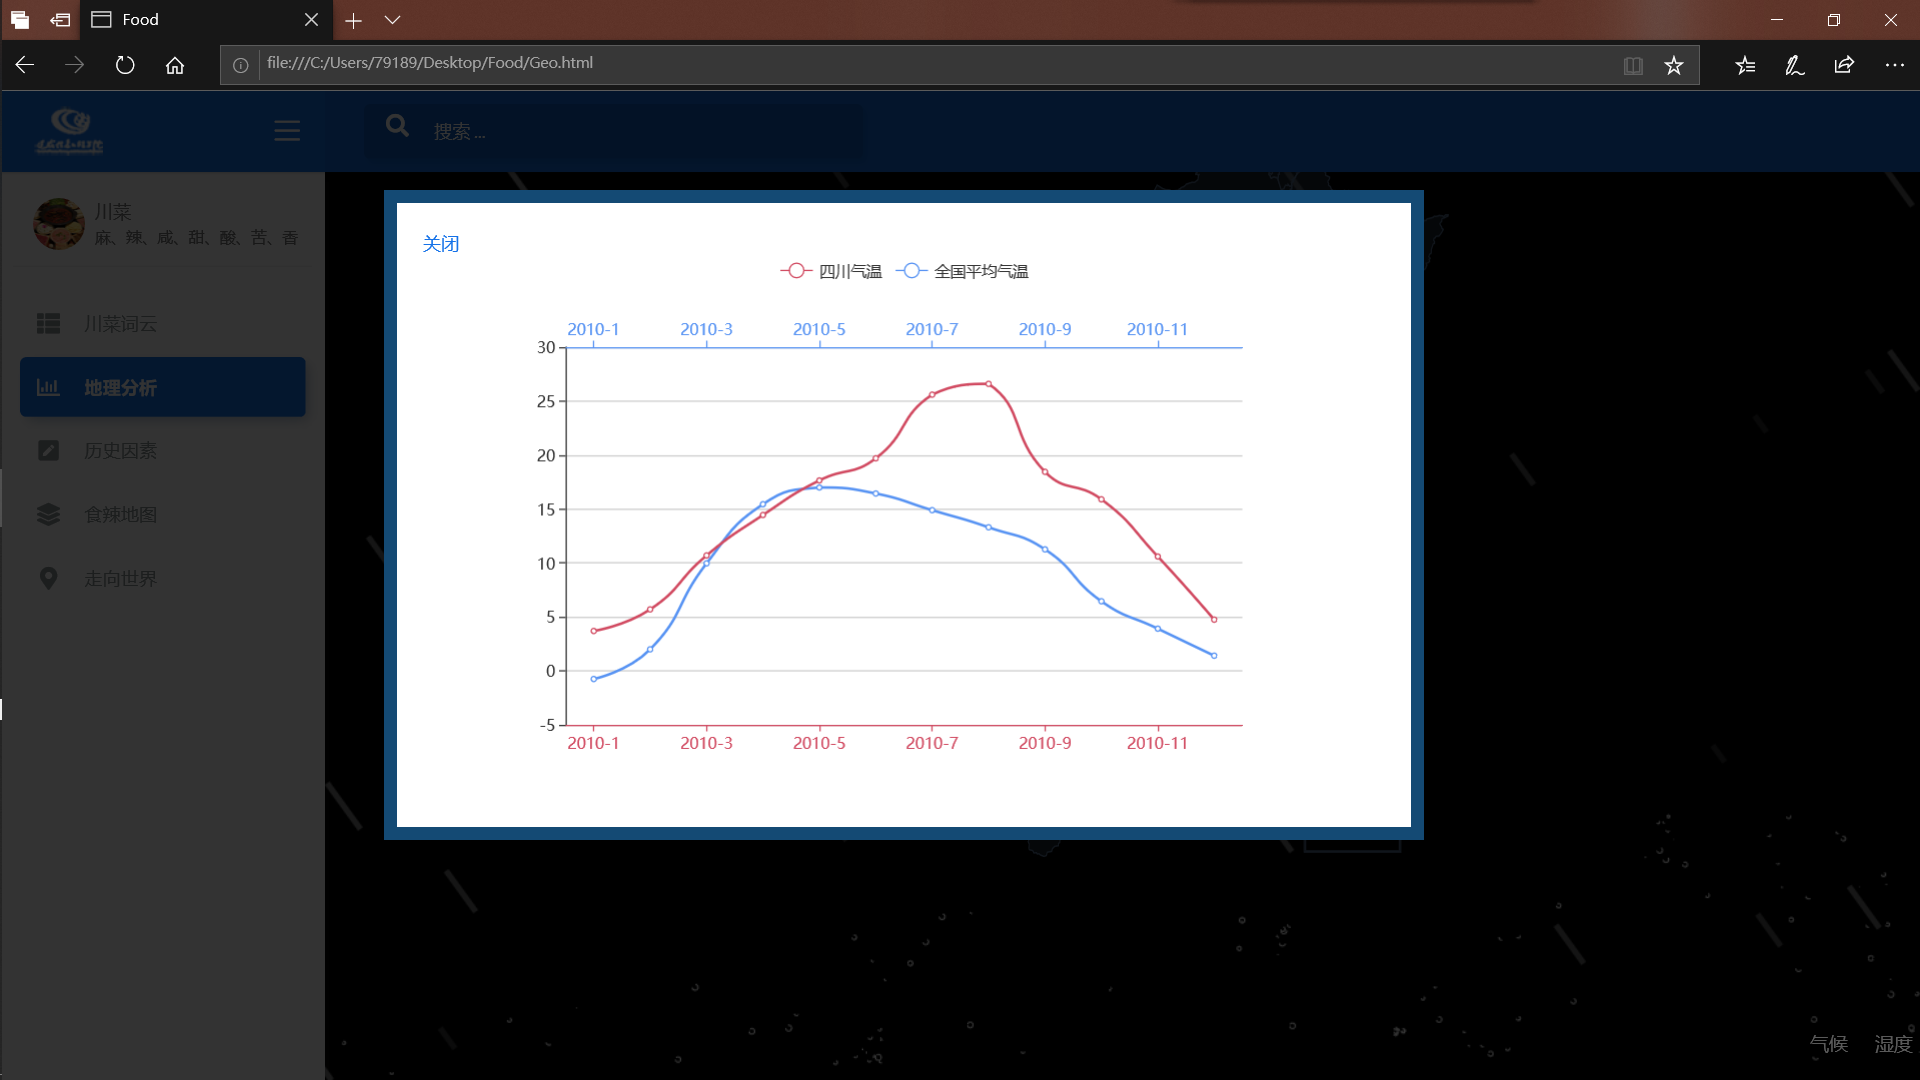 Food
file:///C:/Users/79189/Desktop/Food/Geo.html
搜索 ...
川菜
麻、辣、咸、甜、酸、苦、香
川菜词云
地理分析
历史因素
食辣地图
走向世界
关闭
四川气温 全国平均气温
2010-1 2010-3 2010-5 2010-7 2010-9 2010-11
30
25
20
15
10
5
0
-5
2010-1 2010-3 2010-5 2010-7 2010-9 2010-11
气候 湿度